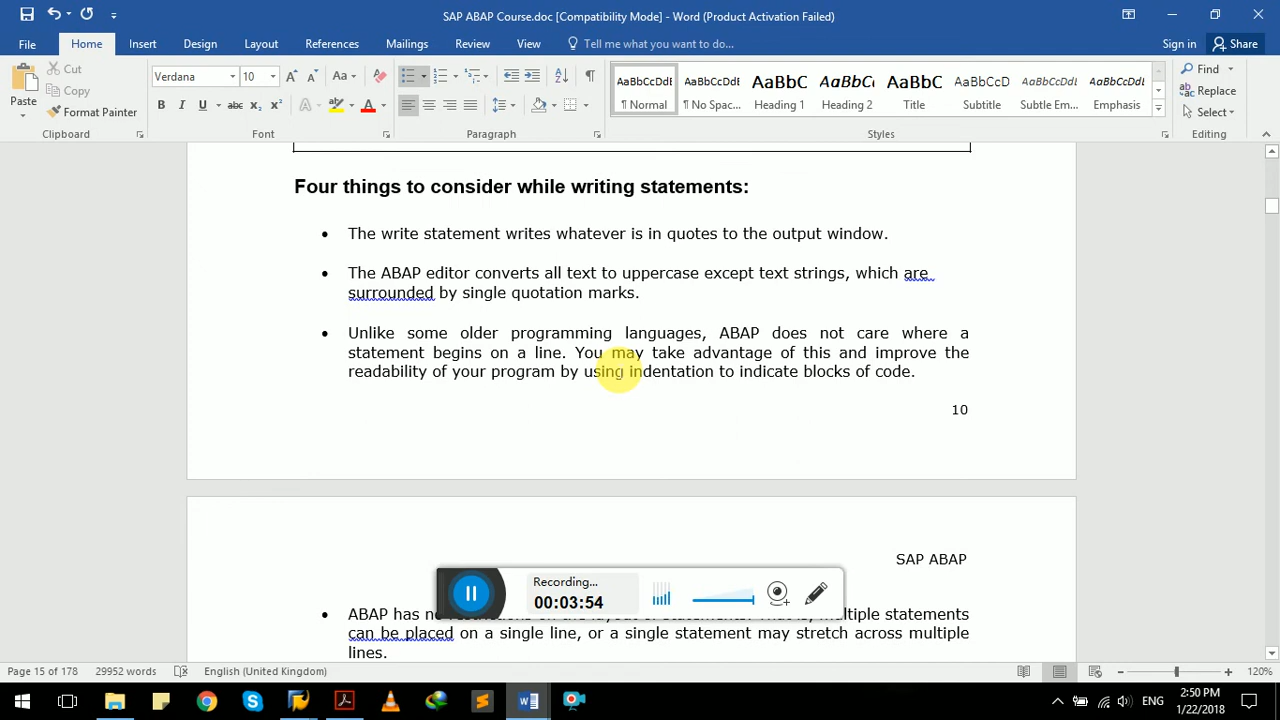 SAP ABAP Course.doc [Compatibility Mode] - Word (Product Activation Failed)
File Home Insert Design Layout References Mailings Review View Tell me what you want to do... Sign in Share
Paste Cut Copy Format Painter
Verdana 10
AaBbCcDdE AaBbCcDdE AaBbC AaBbCc AaBbC AaBbCcD AaBbCcDd AaBbCcDdE
¶ Normal ¶ No Spac... Heading 1 Heading 2 Title Subtitle Subtle Em... Emphasis
Find Replace Select
Clipboard Font Paragraph Styles Editing
Four things to consider while writing statements:
• The write statement writes whatever is in quotes to the output window.
• The ABAP editor converts all text to uppercase except text strings, which are
surrounded by single quotation marks.
• Unlike some older programming languages, ABAP does not care where a
statement begins on a line. You may take advantage of this and improve the
readability of your program by using indentation to indicate blocks of code.
10
SAP ABAP
Recording...
00:03:54
• ABAP has multiple statements
can be placed on a single line, or a single statement may stretch across multiple
lines.
Page 15 of 178 29952 words English (United Kingdom) 120%
ENG 2:50 PM
1/22/2018